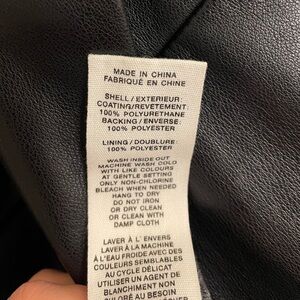 MADE IN CHINA
FABRIQUÉ EN CHINE
SHELL / EXTERIEUR:
COATING/REVETEMENT
100% POLYURETHANE
BACKING / ENVERSE:
100% POLYESTER
LINING / DOUBLURE:
100% POLYESTER
WASH INSIDE OUT
MACHINE WASH COLD
WITH LIKE COLOURS
AT GENTLE SETTING
ONLY NON-CHLORINE
BLEACH WHEN NEEDED
HANG TO DRY
DO NOT IRON
OR DRY CLEAN
OR CLEAN WITH
DAMP CLOTH
LAVER À L' ENVERS
LAVER À LA MACHINE
À L'EAU FROIDE AVEC DES
COULEURS SEMBLABLES
AU CYCLE DÉLICAT
UTILISER UN AGENT DE
BLANCHIMENT NON
CHLORÉ AU BESOIN